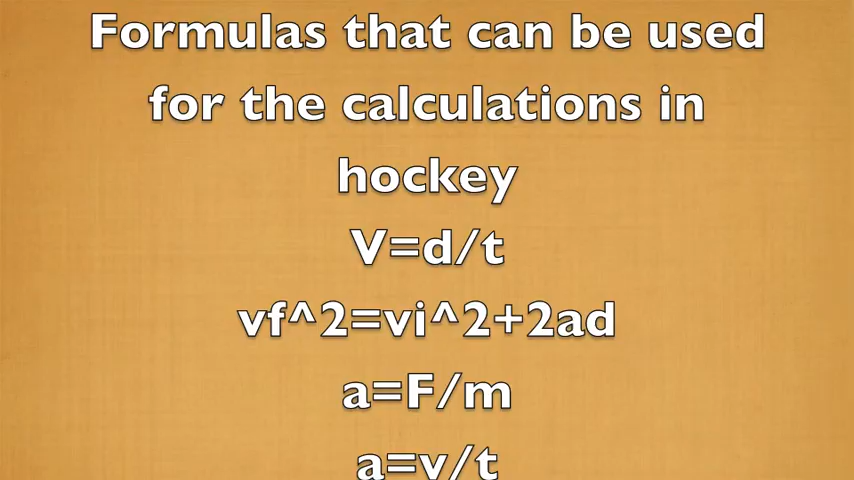 Formulas that can be used
for the calculations in
hockey
V=d/t
vf^2=vi^2+2ad
a=F/m
a=v/t